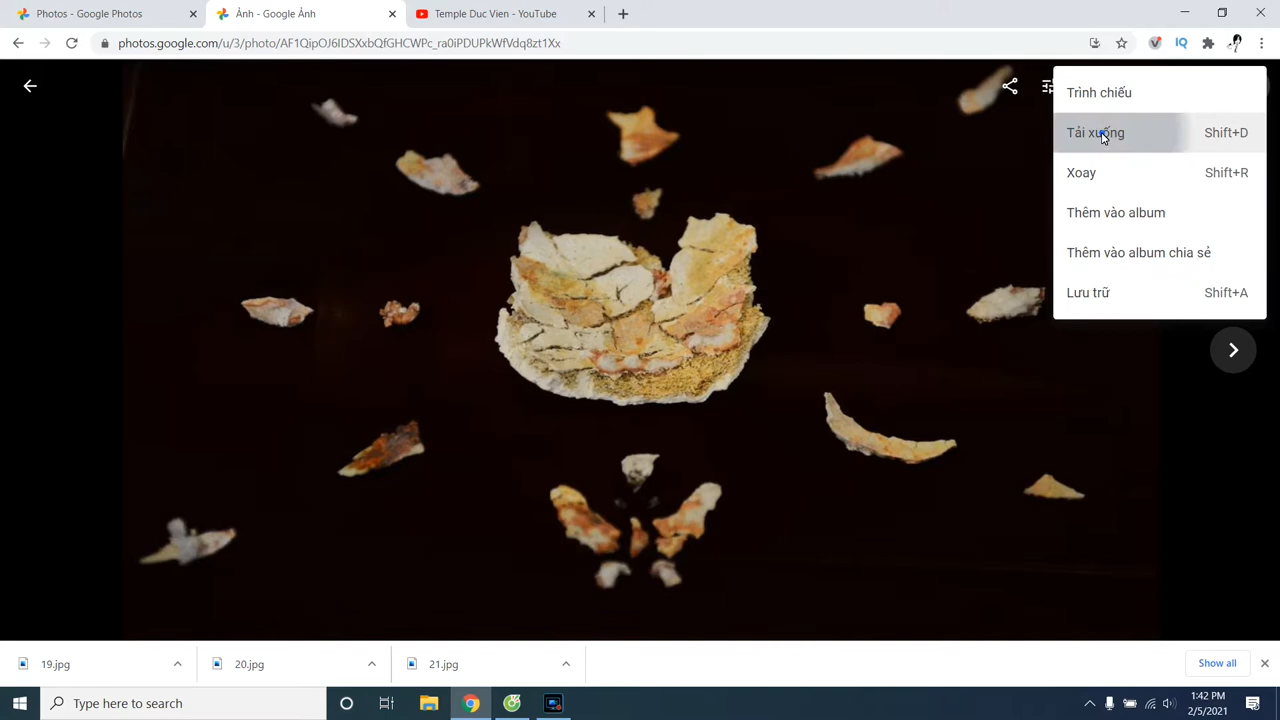 Photos - Google Photos
Ảnh - Google Ảnh
Temple Duc Vien - YouTube
photos.google.com/u/3/photo/AF1QipOJ6IDSXxbQfGHCWPc_ra0iPDUPkWfVdq8zt1Xx
IQ
Trình chiếu
Tải xuống Shift+D
Xoay Shift+R
Thêm vào album
Thêm vào album chia sẻ
Lưu trữ Shift+A
19.jpg
20.jpg
21.jpg
Show all
Type here to search
1:42 PM
2/5/2021